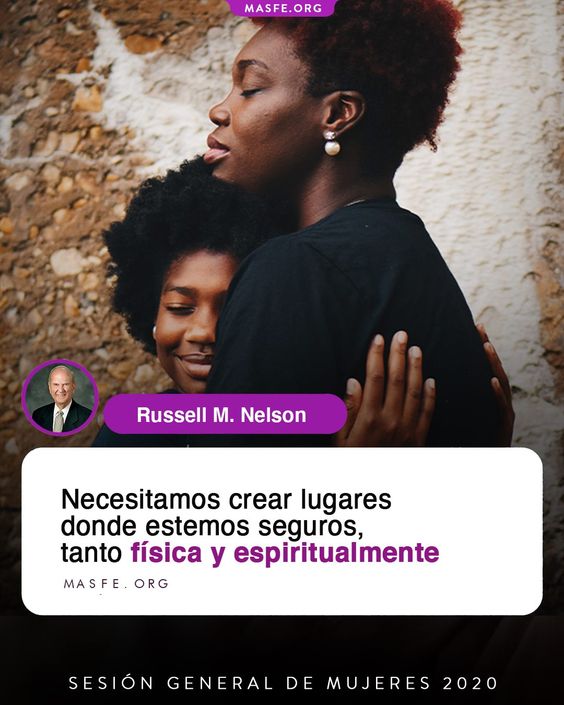 MASFE.ORG
Russell M. Nelson
Necesitamos crear lugares
donde estemos seguros,
tanto física y espiritualmente
MASFE.ORG
SESIÓN GENERAL DE MUJERES 2020